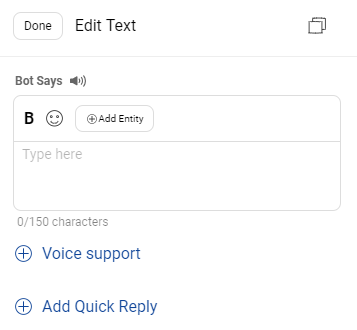 Done Edit Text
Bot Says
B Add Entity
Type here
0/150 characters
Voice support
Add Quick Reply